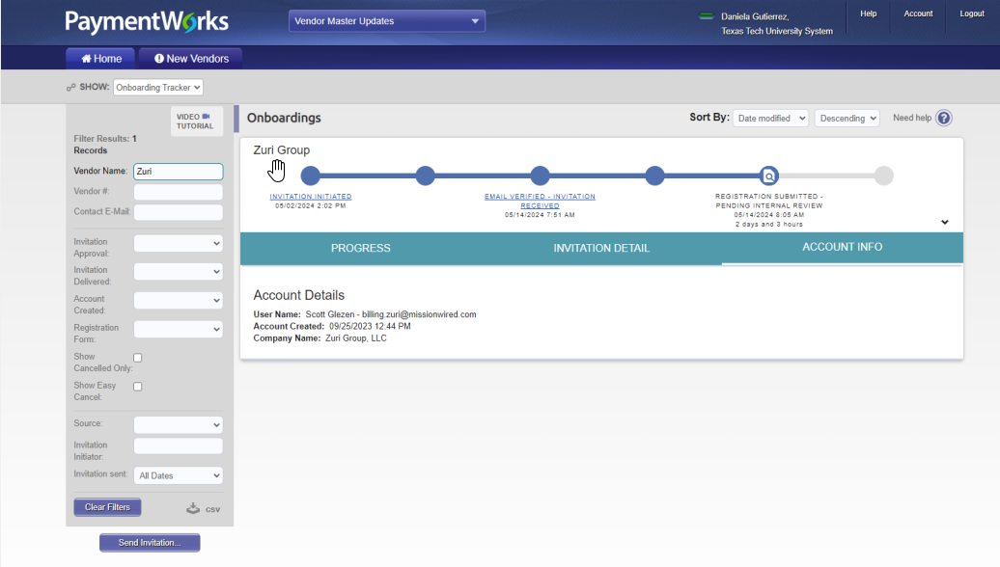 PaymentWorks
Vendor Master Updates
Daniela Gutierrez,
Texas Tech University System
Help
Account
Logout
Home
New Vendors
SHOW: Onboarding Tracker
VIDEO
TUTORIAL
Filter Results: 1
Records
Vendor Name: Zuri
Vendor #:
Contact E-Mail:
Invitation
Approval:
Invitation
Delivered:
Account
Created:
Registration
Form:
Show
Cancelled Only:
Show Easy
Cancel:
Source:
Invitation
Initiator:
Invitation sent: All Dates
Clear Filters
CSV
Send Invitation...
Onboardings
Sort By: Date modified Descending Need help ?
Zuri Group
INVITATION INITIATED
05/02/2024 2:02 PM
EMAIL VERIFIED - INVITATION
RECEIVED
05/14/2024 7:51 AM
REGISTRATION SUBMITTED -
PENDING INTERNAL REVIEW
05/14/2024 8:05 AM
2 days and 3 hours
PROGRESS
INVITATION DETAIL
ACCOUNT INFO
Account Details
User Name: Scott Glezen - billing.zuri@missionwired.com
Account Created: 09/25/2023 12:44 PM
Company Name: Zuri Group, LLC